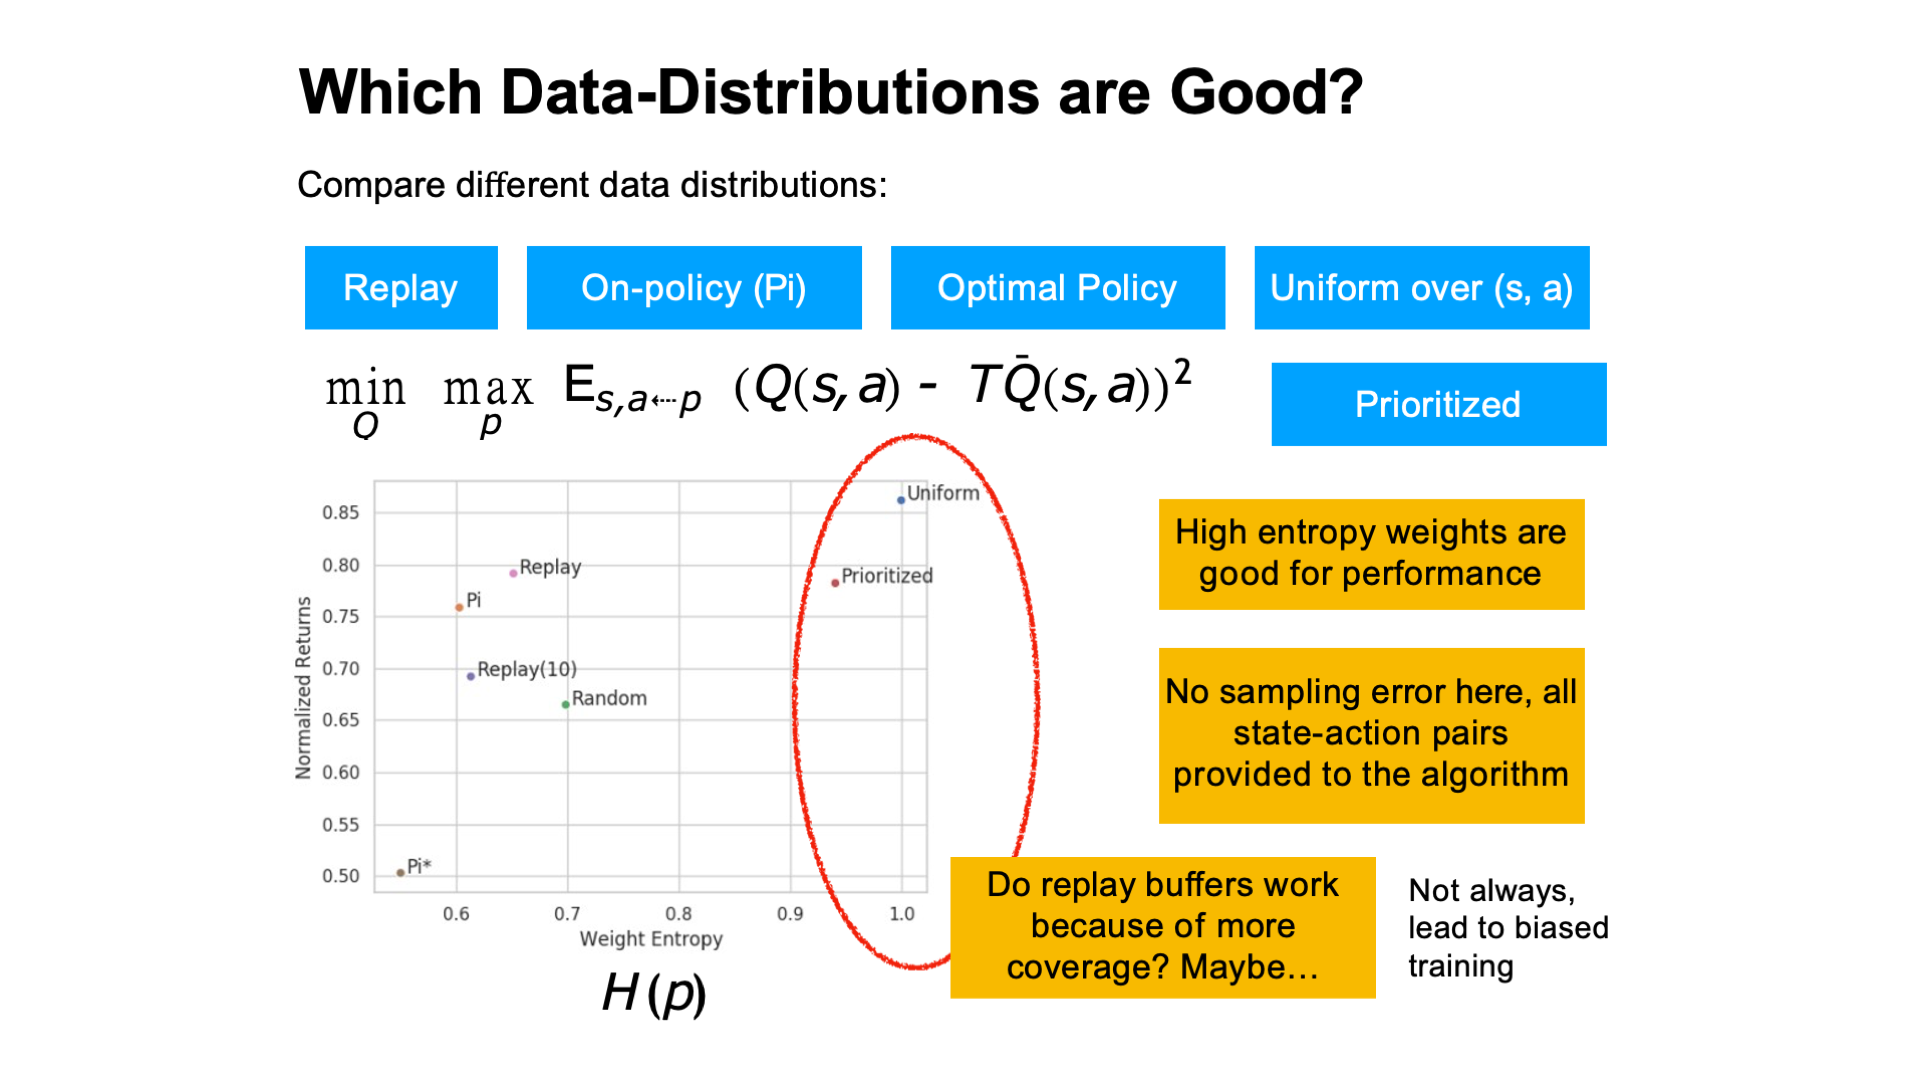 Which Data-Distributions are Good?
Compare different data distributions:
Replay
On-policy (Pi)
Optimal Policy
Uniform over (s, a)
min_Q max_p E_{s,a⇠p} (Q(s,a) - TQ̄(s,a))²
Prioritized
Normalized Returns
0.85
0.80
0.75
0.70
0.65
0.60
0.55
0.50
Uniform
Prioritized
Replay
Pi
Replay(10)
Random
Pi*
0.6 0.7 0.8 0.9 1.0
Weight Entropy
H(p)
High entropy weights are
good for performance
No sampling error here, all
state-action pairs
provided to the algorithm
Do replay buffers work
because of more
coverage? Maybe…
Not always,
lead to biased
training